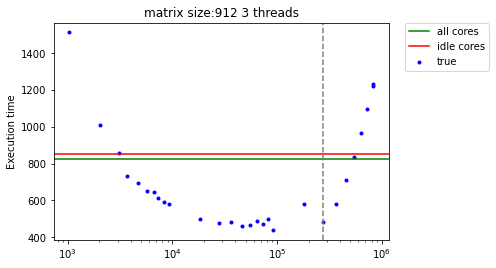 matrix size:912 3 threads
all cores
idle cores
true
Execution time
1400
1200
1000
800
600
400
10³
10⁴
10⁵
10⁶